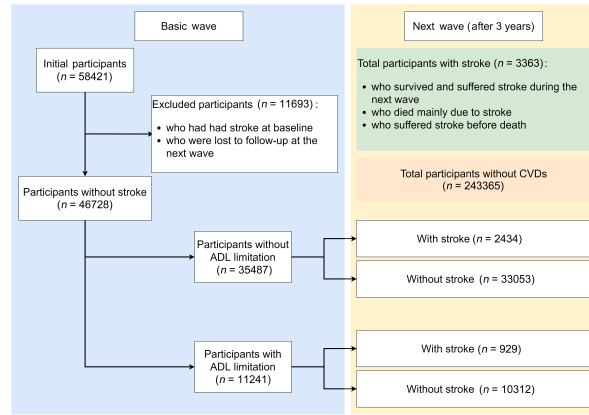 Basic wave
Next wave (after 3 years)
Initial participants
(n = 58421)
Excluded participants (n = 11693) :
• who had had stroke at baseline
• who were lost to follow-up at the
next wave
Participants without stroke
(n = 46728)
Participants without
ADL limitation
(n = 35487)
Participants with
ADL limitation
(n = 11241)
Total participants with stroke (n = 3363) :
• who survived and suffered stroke during the
next wave
• who died mainly due to stroke
• who suffered stroke before death
Total participants without CVDs
(n = 243365)
With stroke (n = 2434)
Without stroke (n = 33053)
With stroke (n = 929)
Without stroke (n = 10312)